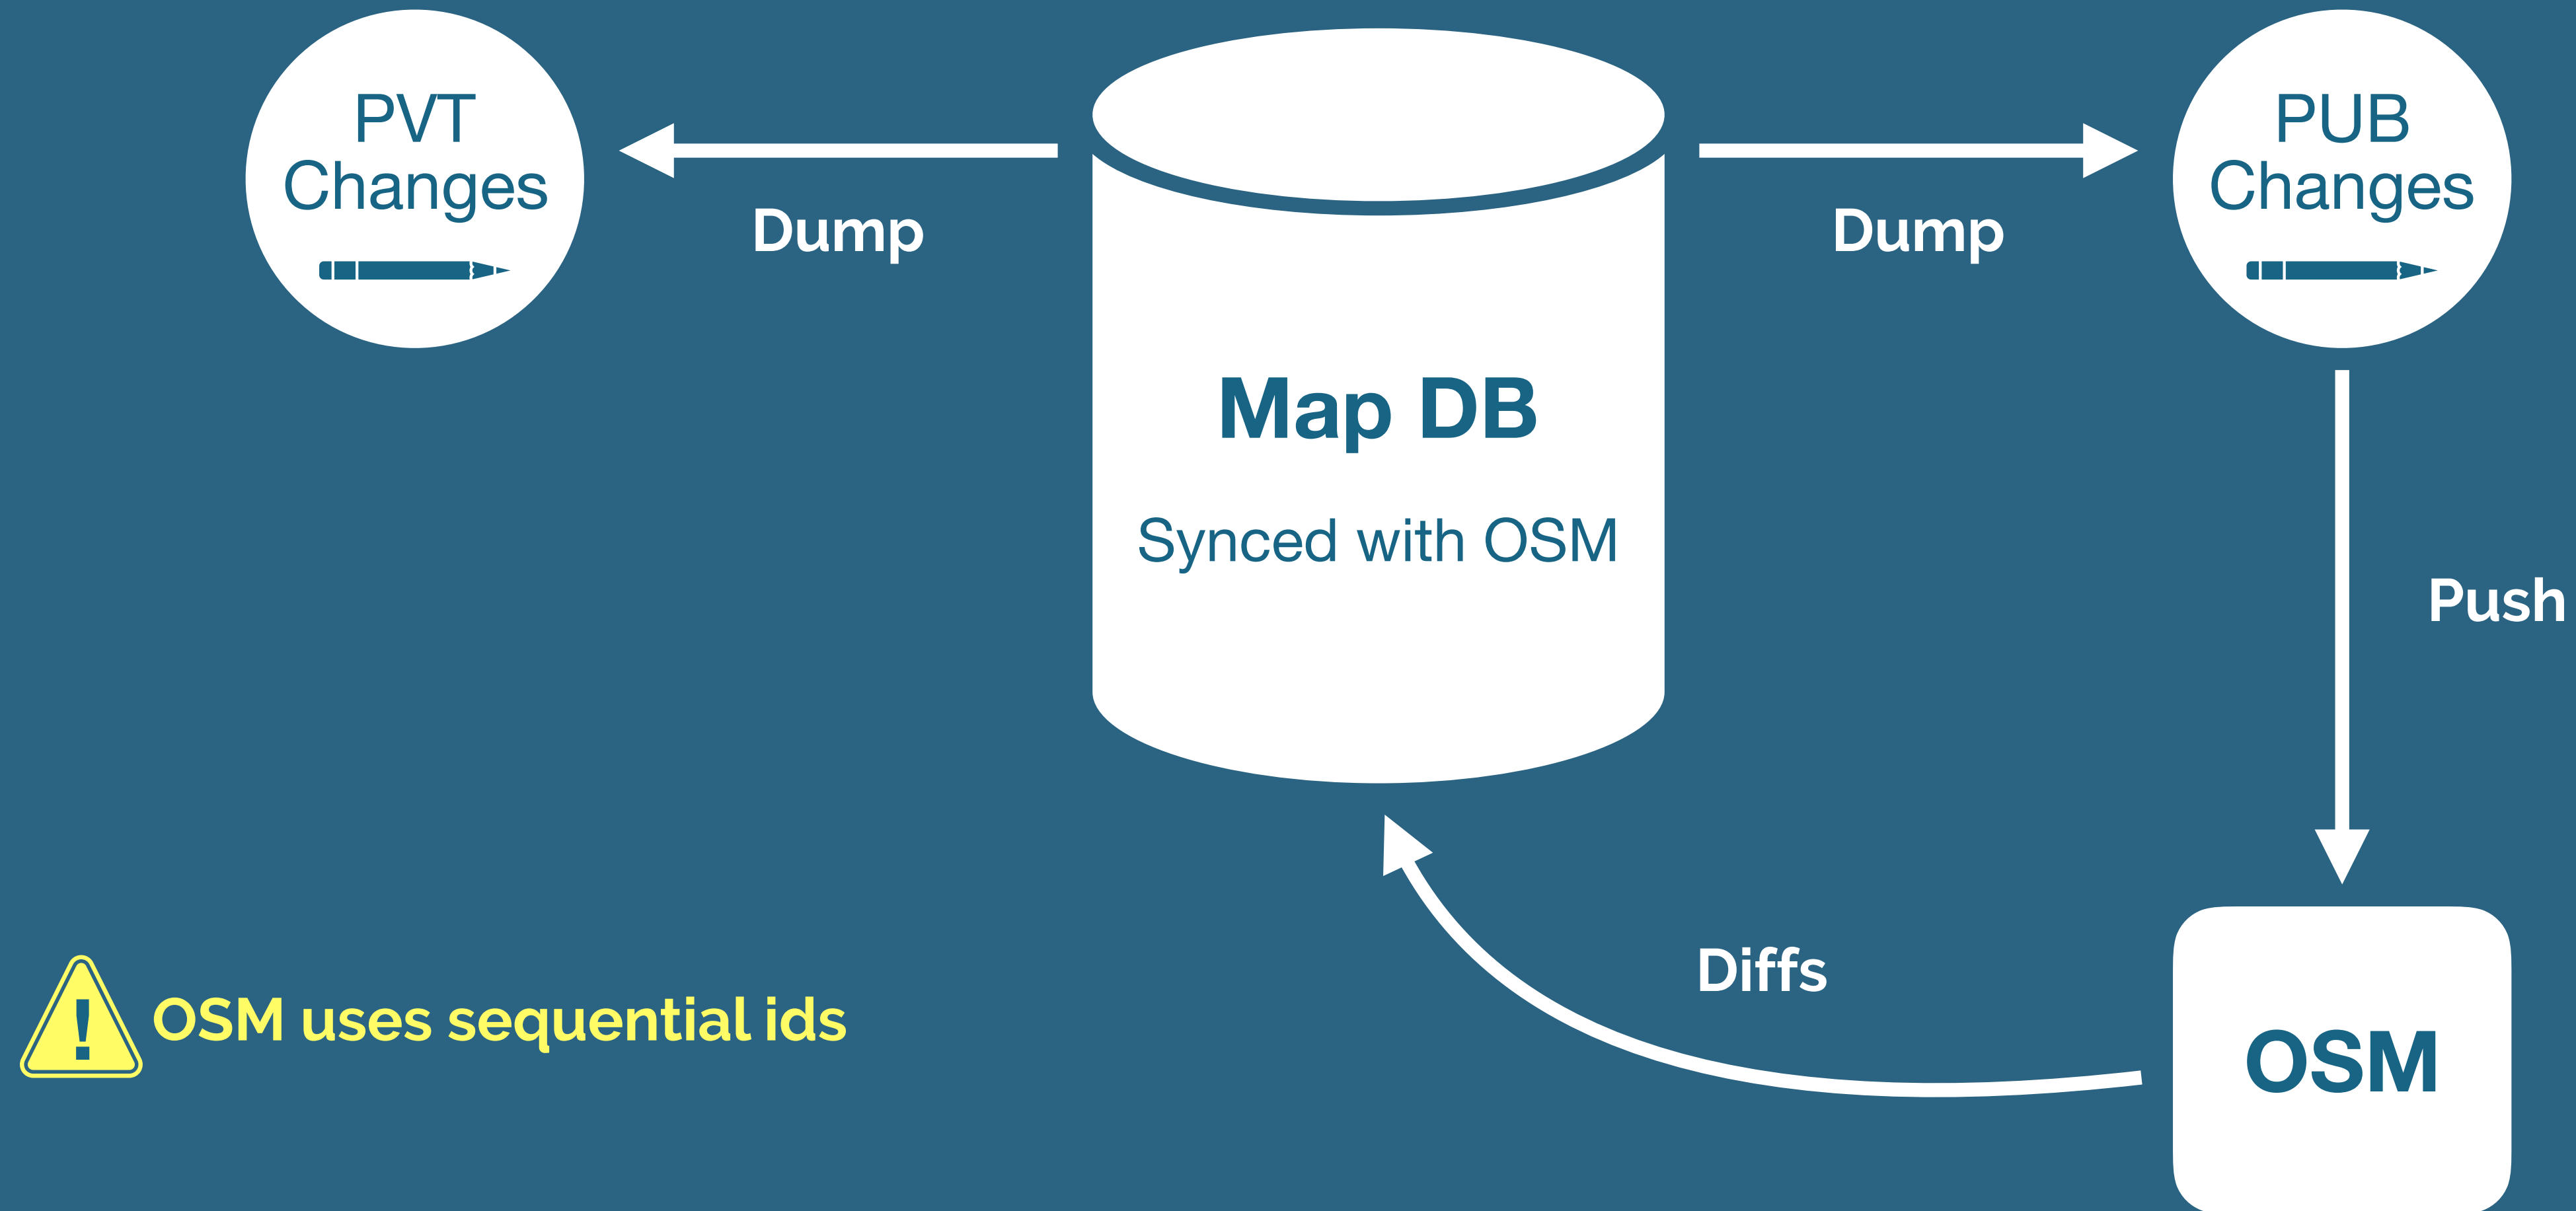 PVT
Changes
Dump
Map DB
Synced with OSM
Dump
PUB
Changes
Push
Diffs
OSM
! OSM uses sequential ids